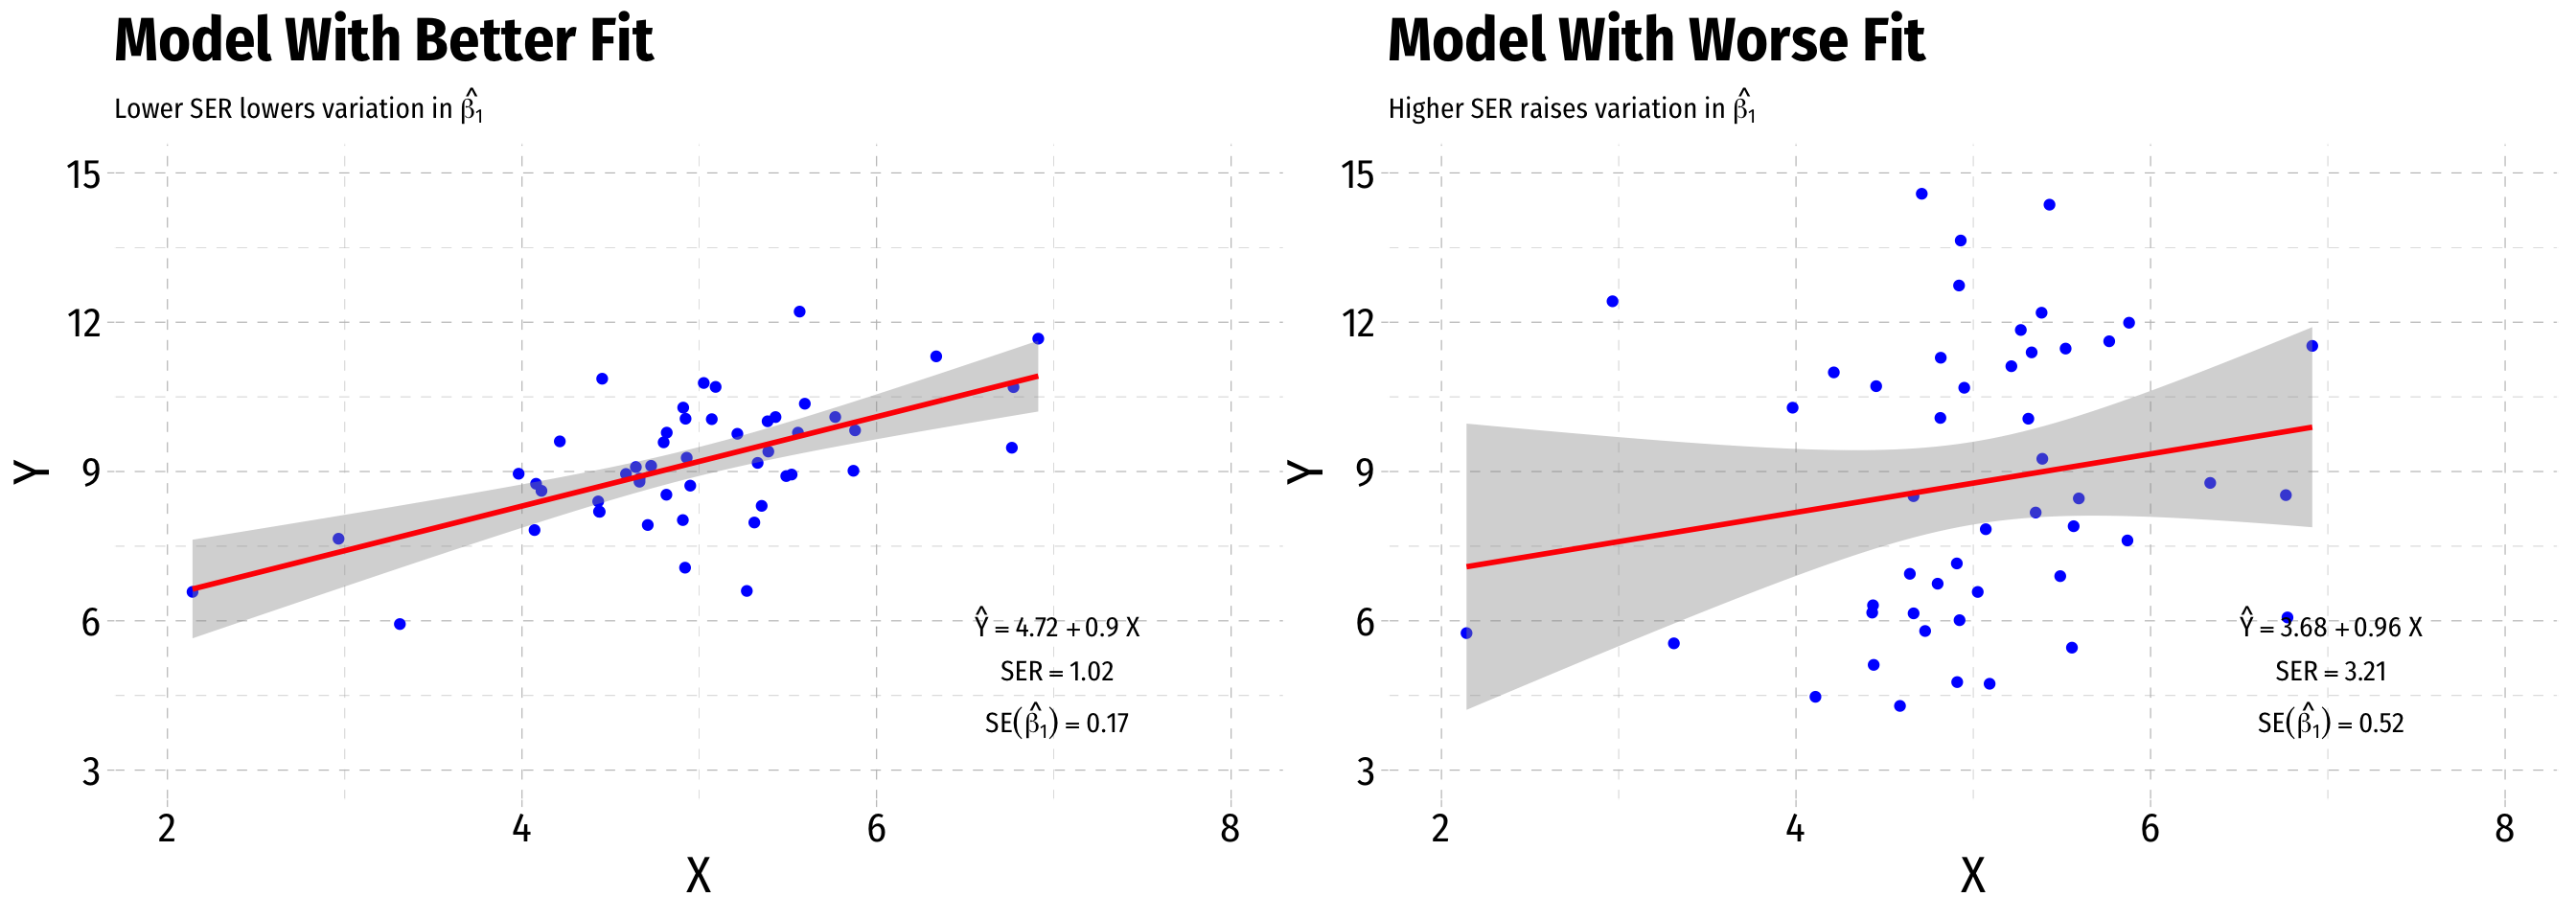 Model With Better Fit
Lower SER lowers variation in β̂₁
15
12
9
6
3
Y
2 4 6 8
X
Ŷ = 4.72 + 0.9 X
SER = 1.02
SE(β̂₁) = 0.17
Model With Worse Fit
Higher SER raises variation in β̂₁
15
12
9
6
3
Y
2 4 6 8
X
Ŷ = 3.68 + 0.96 X
SER = 3.21
SE(β̂₁) = 0.52